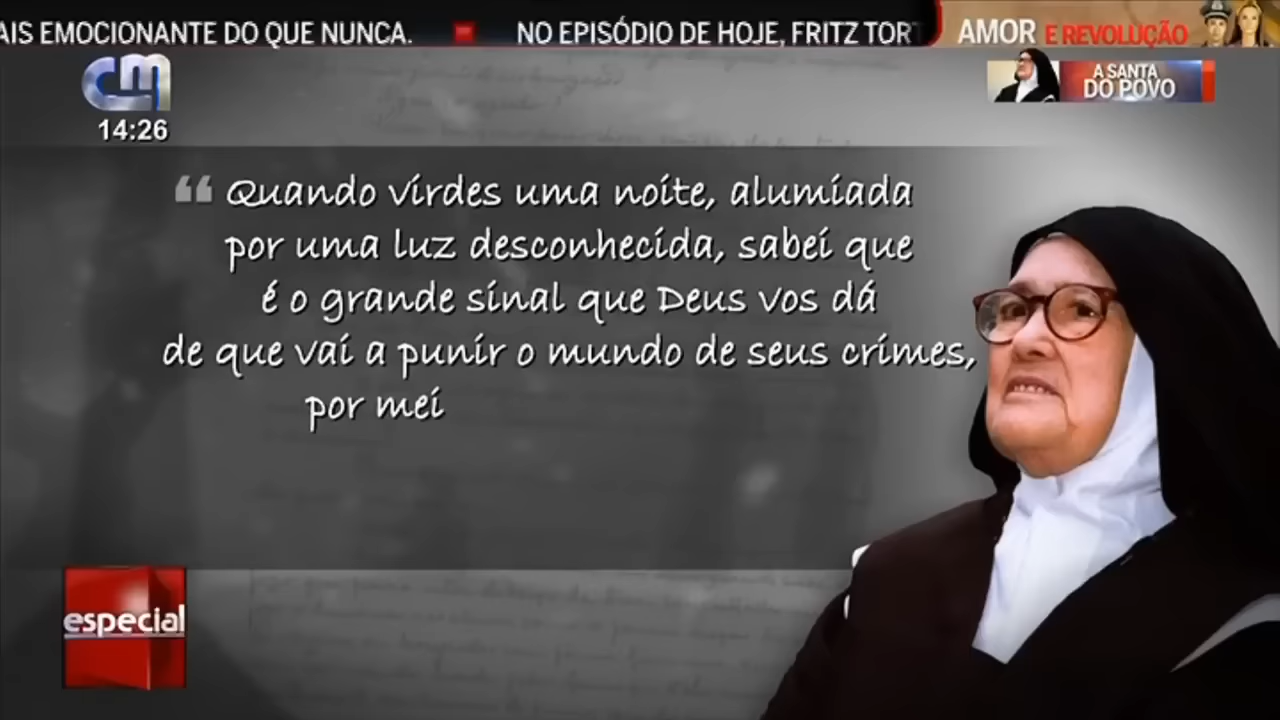 AIS EMOCIONANTE DO QUE NUNCA. NO EPISÓDIO DE HOJE, FRITZ TOR
AMOR E REVOLUÇÃO
CM
14:26
A SANTA
DO POVO
“ Quando virdes uma noite, alumiada
por uma luz desconhecida, sabei que
é o grande sinal que Deus vos dá
de que vai a punir o mundo de seus crimes,
por mei
especial